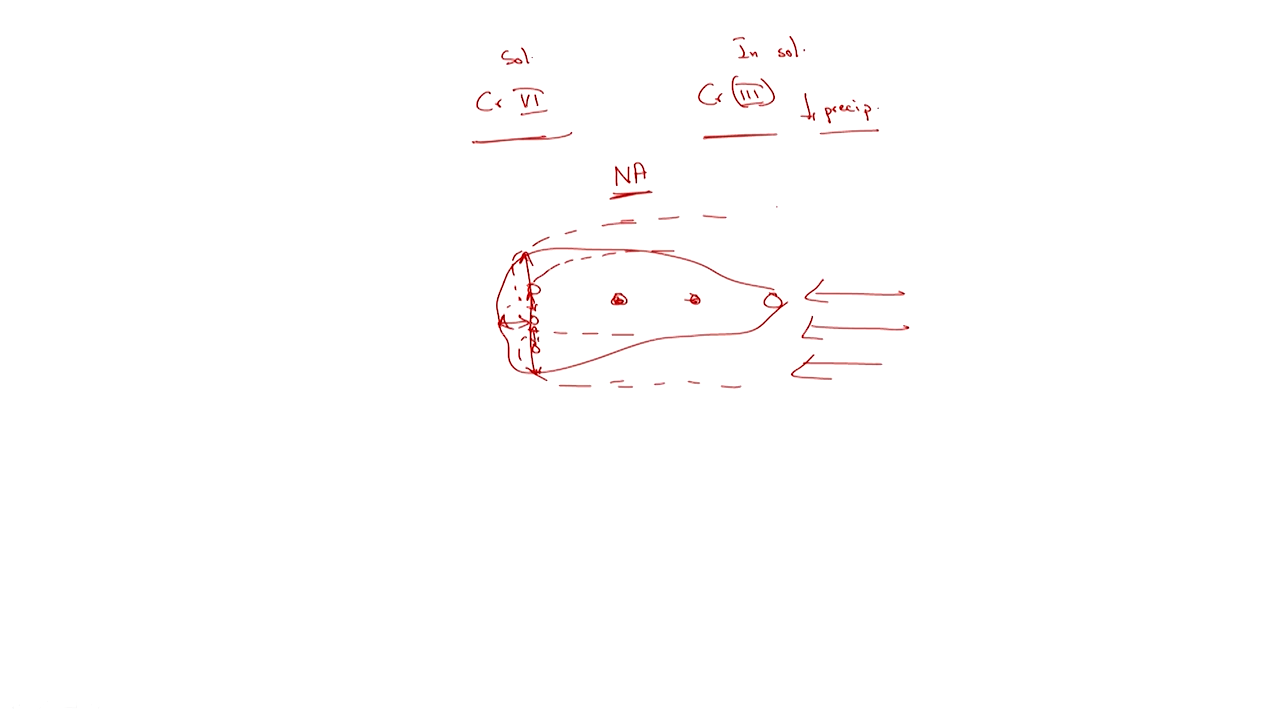 Sol. In sol.
Cr VI Cr (III) ↓ precip.
NA